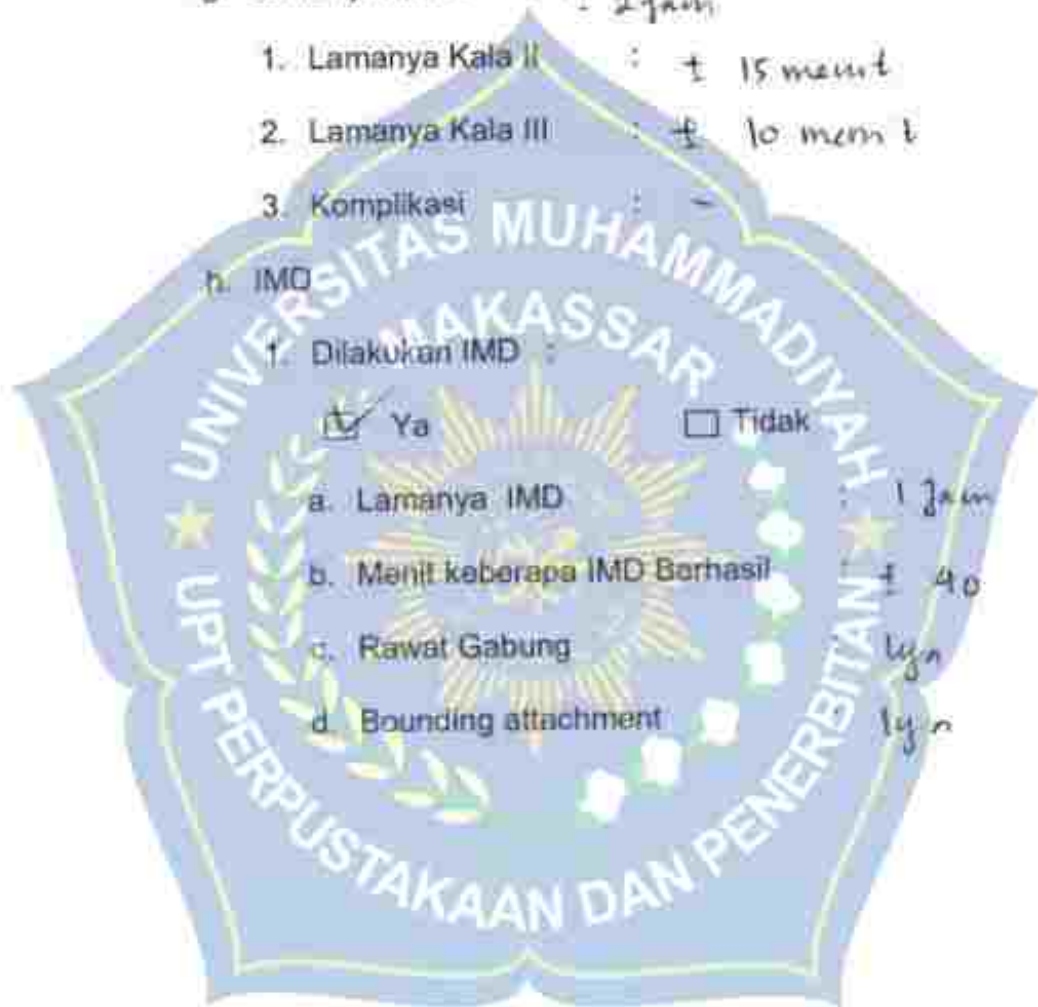 : 2 jam
1. Lamanya Kala II : ± 15 menit
2. Lamanya Kala III : ± 10 menit
3. Komplikasi : -
h. IMD
1. Dilakukan IMD :
☑ Ya ☐ Tidak
a. Lamanya IMD : 1 Jam
b. Menit keberapa IMD Berhasil : ± 40
c. Rawat Gabung : Iya
d. Bounding attachment : Iya
UNIVERSITAS MUHAMMADIYAH
MAKASSAR
UPT PERPUSTAKAAN DAN PENERBITAN